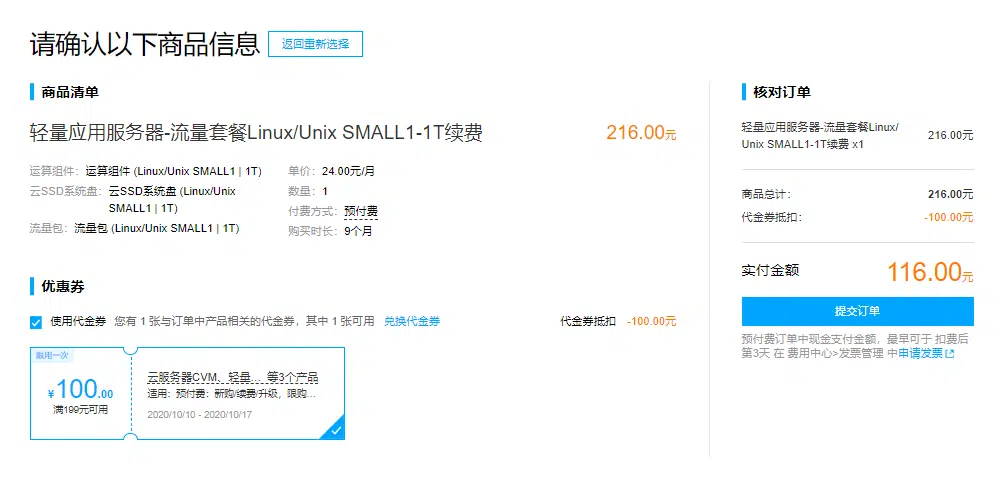 请确认以下商品信息 返回重新选择
商品清单
轻量应用服务器-流量套餐Linux/Unix SMALL1-1T续费 216.00元
运算组件: 运算组件 (Linux/Unix SMALL1 | 1T)
云SSD系统盘: 云SSD系统盘 (Linux/Unix
SMALL1 | 1T)
流量包: 流量包 (Linux/Unix SMALL1 | 1T)
单价: 24.00元/月
数量: 1
付费方式: 预付费
购买时长: 9个月
优惠券
使用代金券 您有 1 张与订单中产品相关的代金券，其中 1 张可用 兑换代金券 代金券抵扣 -100.00元
限用一次
¥100.00
满199元可用
云服务器CVM、轻量... 等3个产品
适用：预付费：新购/续费/升级，限购...
2020/10/10 - 2020/10/17
核对订单
轻量应用服务器-流量套餐Linux/
Unix SMALL1-1T续费 x1 216.00元
商品总计: 216.00元
代金券抵扣: -100.00元
实付金额 116.00元
提交订单
预付费订单中现金支付金额，最早可于 扣费后
第3天 在 费用中心>发票管理 中申请发票